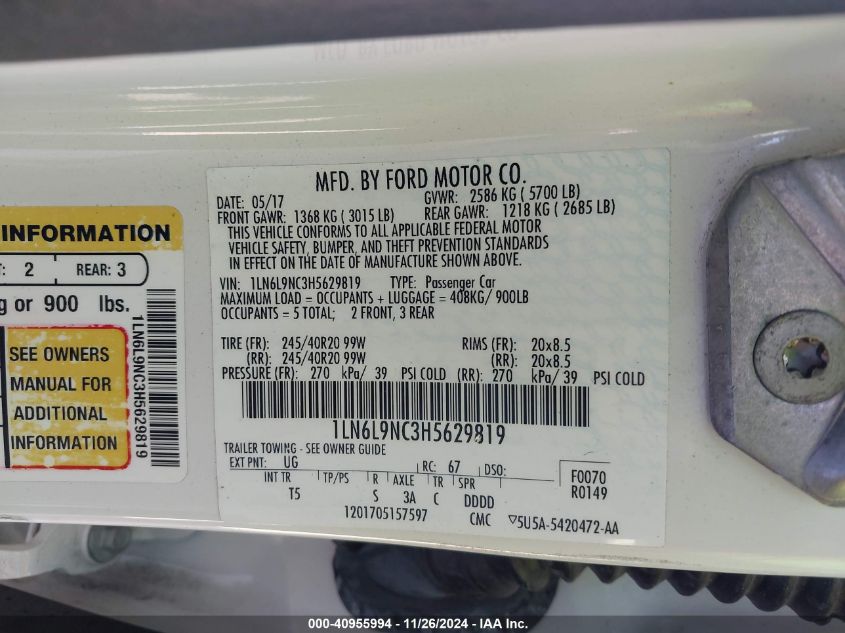 MFD. BY FORD MOTOR CO.
DATE: 05/17 GVWR: 2586 KG ( 5700 LB)
FRONT GAWR: 1368 KG ( 3015 LB) REAR GAWR: 1218 KG ( 2685 LB)
THIS VEHICLE CONFORMS TO ALL APPLICABLE FEDERAL MOTOR
VEHICLE SAFETY, BUMPER, AND THEFT PREVENTION STANDARDS
IN EFFECT ON THE DATE OF MANUFACTURE SHOWN ABOVE.
VIN: 1LN6L9NC3H5629819 TYPE: Passenger Car
MAXIMUM LOAD = OCCUPANTS + LUGGAGE = 408KG/ 900LB
OCCUPANTS = 5 TOTAL; 2 FRONT, 3 REAR
TIRE (FR): 245/40R20 99W RIMS (FR): 20x8.5
(RR): 245/40R20 99W (RR): 20x8.5
PRESSURE (FR): 270 kPa/ 39 PSI COLD (RR): 270 kPa/ 39 PSI COLD
1LN6L9NC3H5629819
TRAILER TOWING - SEE OWNER GUIDE
EXT PNT: UG RC: 67 DSO:
INT TR TP/PS R AXLE TR SPR
T5 S 3A C DDDD
F0070
R0149
1201705157597 CMC ▽5U5A-5420472-AA
INFORMATION
: 2 REAR: 3
g or 900 lbs.
SEE OWNERS
MANUAL FOR
ADDITIONAL
INFORMATION
1LN6L9NC3H5629819
000-40955994 - 11/26/2024 - IAA Inc.